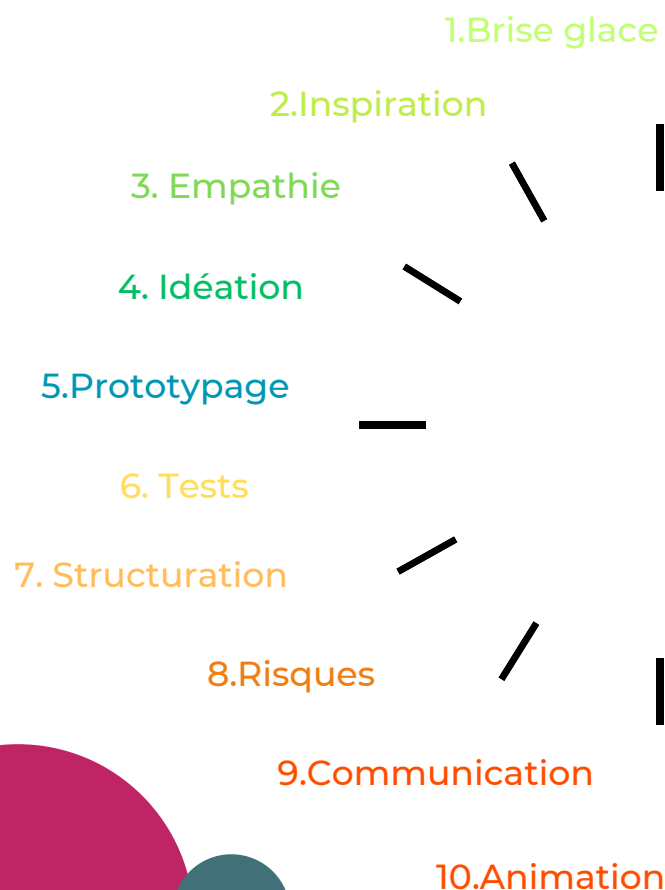 1.Brise glace
2.Inspiration
3. Empathie
4. Idéation
5.Prototypage
6. Tests
7. Structuration
8.Risques
9.Communication
10.Animation